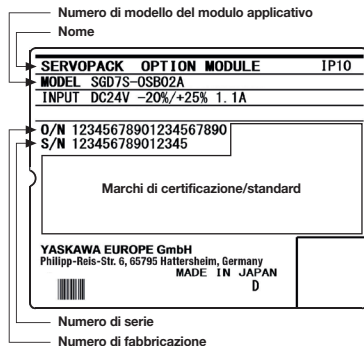 Numero di modello del modulo applicativo
Nome
SERVOPACK OPTION MODULE IP10
MODEL SGD7S-OSB02A
INPUT DC24V -20%/+25% 1.1A
O/N 12345678901234567890
S/N 123456789012345
Marchi di certificazione/standard
YASKAWA EUROPE GmbH
Philipp-Reis-Str. 6, 65795 Hattersheim, Germany
MADE IN JAPAN
D
Numero di serie
Numero di fabbricazione